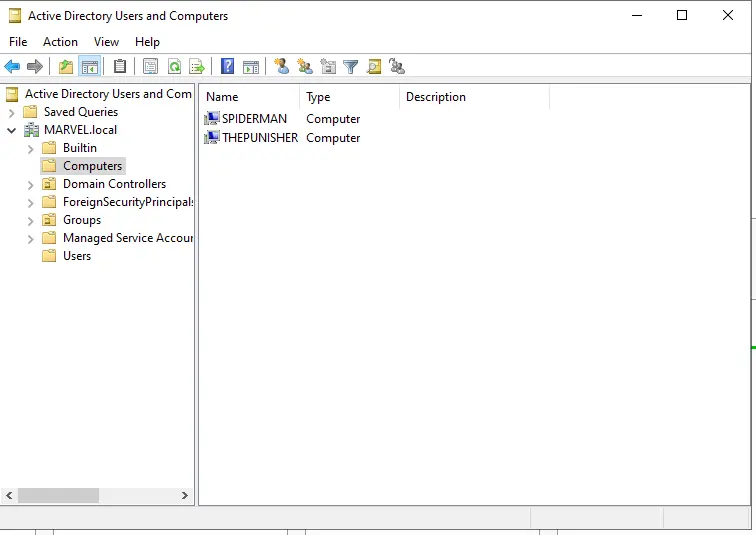 Active Directory Users and Computers
File Action View Help
Active Directory Users and Com
Saved Queries
MARVEL.local
Builtin
Computers
Domain Controllers
ForeignSecurityPrincipals
Groups
Managed Service Accour
Users
Name Type Description
SPIDERMAN Computer
THEPUNISHER Computer